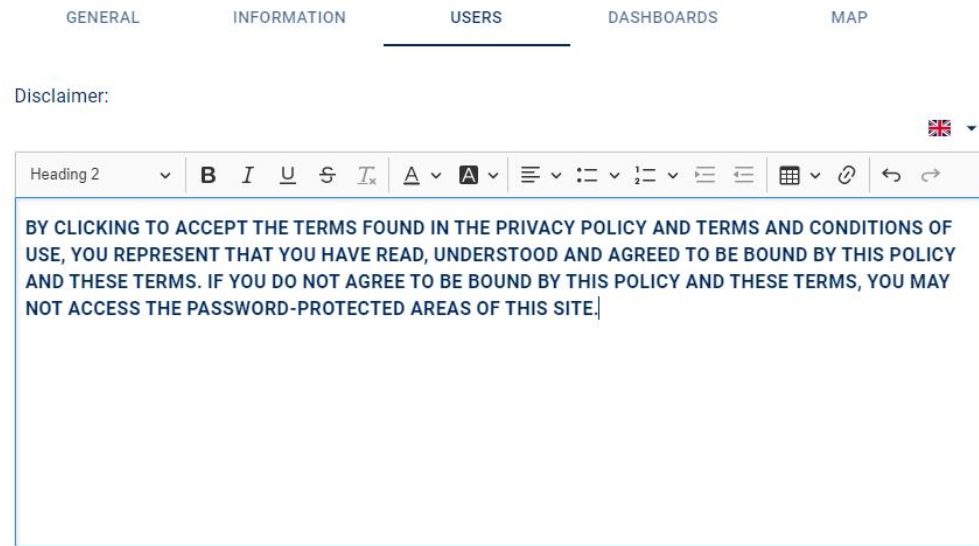 GENERAL INFORMATION USERS DASHBOARDS MAP
Disclaimer:
Heading 2
BY CLICKING TO ACCEPT THE TERMS FOUND IN THE PRIVACY POLICY AND TERMS AND CONDITIONS OF
USE, YOU REPRESENT THAT YOU HAVE READ, UNDERSTOOD AND AGREED TO BE BOUND BY THIS POLICY
AND THESE TERMS. IF YOU DO NOT AGREE TO BE BOUND BY THIS POLICY AND THESE TERMS, YOU MAY
NOT ACCESS THE PASSWORD-PROTECTED AREAS OF THIS SITE.